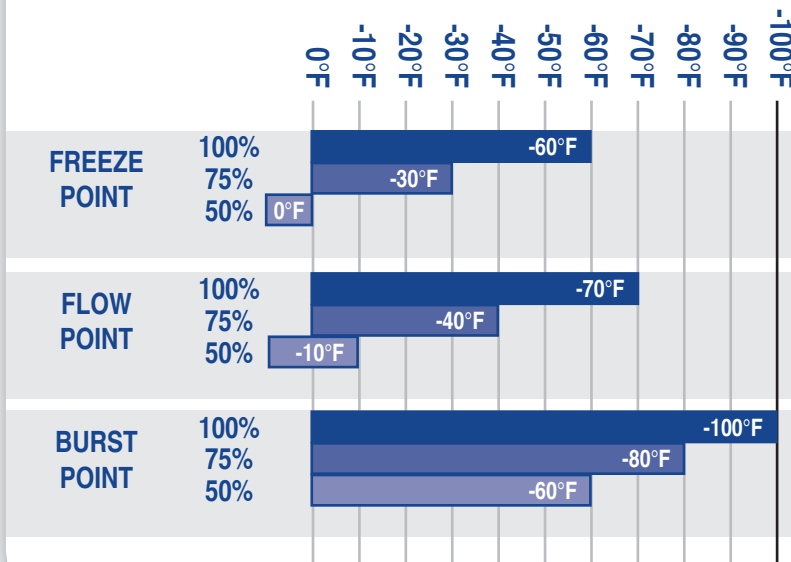 0°F
-10°F
-20°F
-30°F
-40°F
-50°F
-60°F
-70°F
-80°F
-90°F
-100°F
FREEZE
POINT
100%
-60°F
75%
-30°F
50%
0°F
FLOW
POINT
100%
-70°F
75%
-40°F
50%
-10°F
BURST
POINT
100%
-100°F
75%
-80°F
50%
-60°F